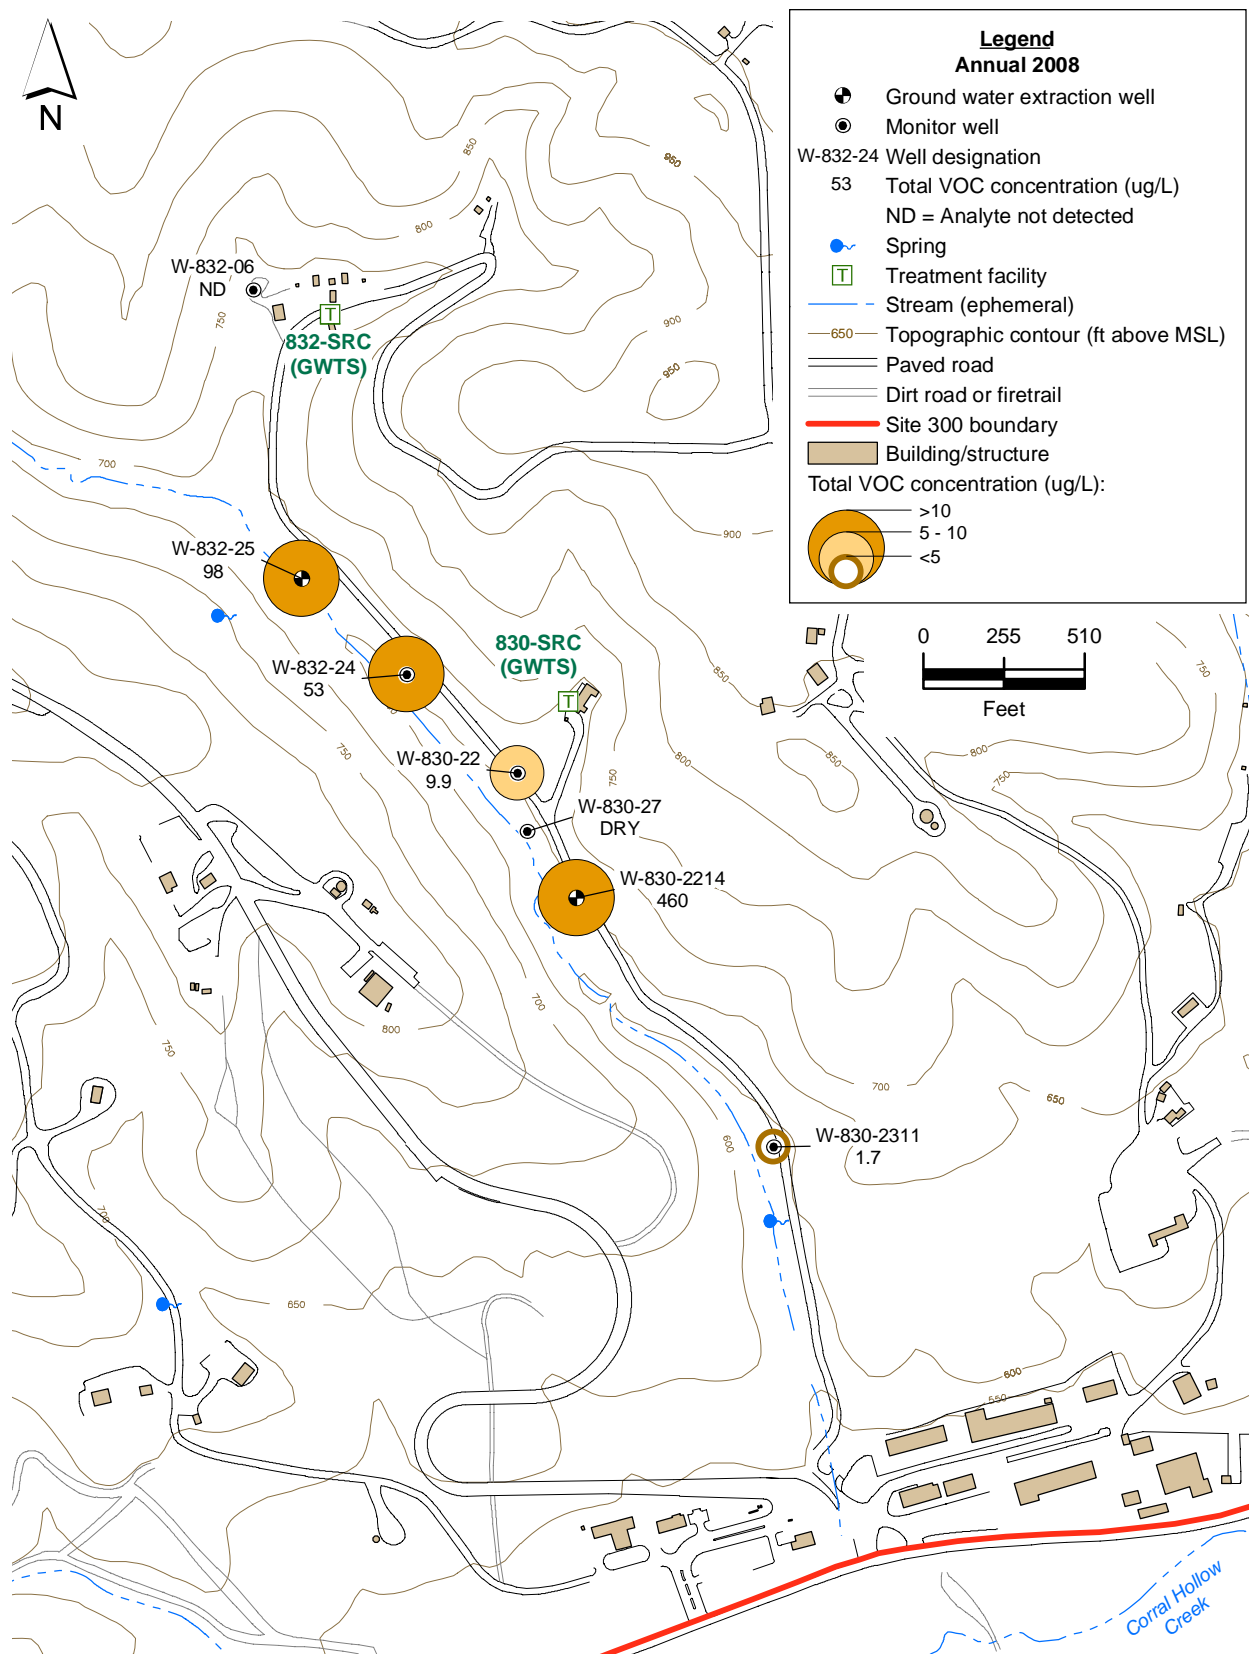 N
Legend
Annual 2008
Ground water extraction well
Monitor well
W-832-24 Well designation
53 Total VOC concentration (ug/L)
ND = Analyte not detected
Spring
T Treatment facility
Stream (ephemeral)
650 Topographic contour (ft above MSL)
Paved road
Dirt road or firetrail
Site 300 boundary
Building/structure
Total VOC concentration (ug/L):
>10
5 - 10
<5
0 255 510
Feet
850
950
800
W-832-06
ND
750
T
832-SRC
(GWTS)
900
950
700
900
W-832-25
98
830-SRC
(GWTS)
T
W-832-24
53
850
750
750
800
W-830-22
9.9
750
800
850
750
W-830-27
DRY
W-830-2214
460
700
800
750
700
650
600
W-830-2311
1.7
700
650
600
550
Corral Hollow
Creek